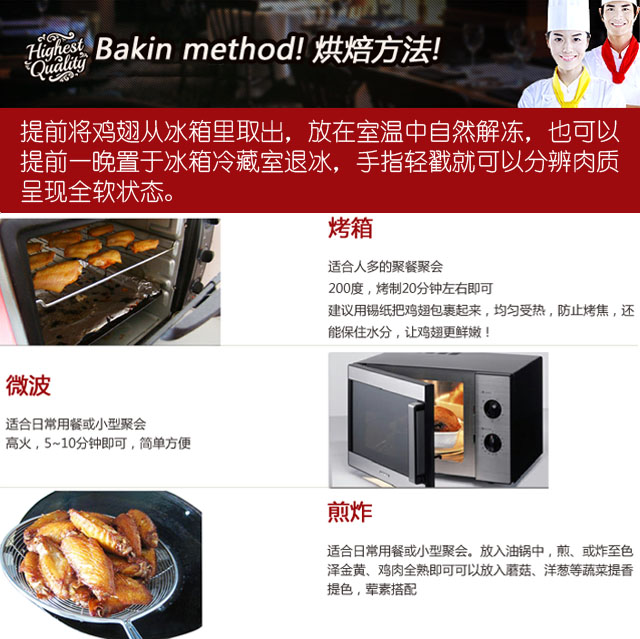 Highest
Quality
Bakin method! 烘焙方法!
提前将鸡翅从冰箱里取出，放在室温中自然解冻，也可以
提前一晚置于冰箱冷藏室退冰，手指轻戳就可以分辨肉质
呈现全软状态。
烤箱
适合人多的聚餐聚会
200度，烤制20分钟左右即可
建议用锡纸把鸡翅包裹起来，均匀受热，防止烤焦，还
能保住水分，让鸡翅更鲜嫩！
微波
适合日常用餐或小型聚会
高火，5~10分钟即可，简单方便
煎炸
适合日常用餐或小型聚会。放入油锅中，煎、或炸至色
泽金黄、鸡肉全熟即可可以放入蘑菇、洋葱等蔬菜提香
提色，荤素搭配